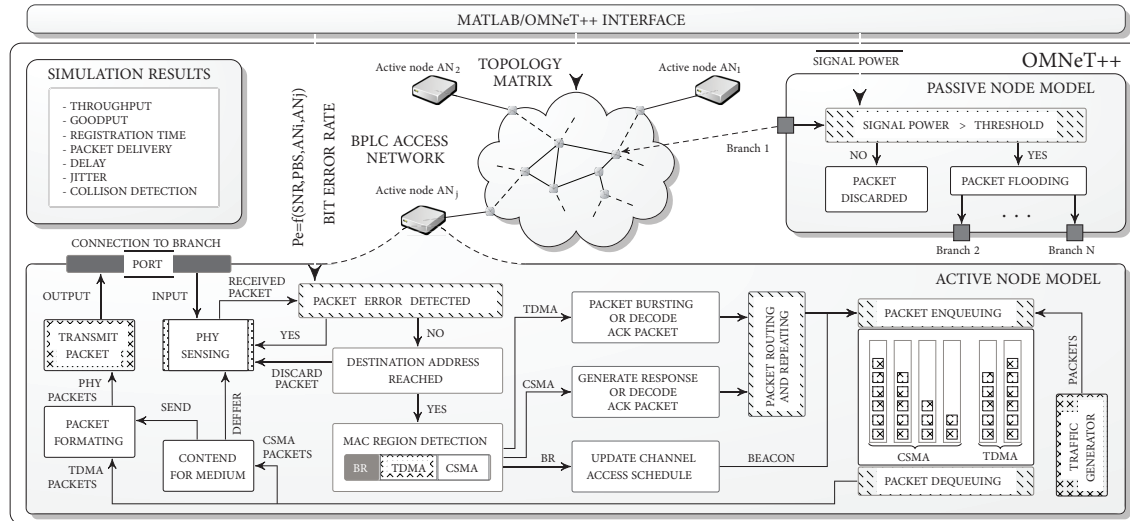 MATLAB/OMNeT++ INTERFACE
OMNeT++
SIMULATION RESULTS
- THROUGHPUT
- GOODPUT
- REGISTRATION TIME
- PACKET DELIVERY
- DELAY
- JITTER
- COLLISION DETECTION
Pe=f(SNR,PBS,ANi,ANj)
BIT ERROR RATE
Active node AN2
TOPOLOGY
MATRIX
Active node AN1
BPLC ACCESS
NETWORK
Active node ANj
SIGNAL POWER
PASSIVE NODE MODEL
SIGNAL POWER > THRESHOLD
Branch 1
NO
YES
PACKET
DISCARDED
PACKET FLOODING
. . .
Branch 2
Branch N
CONNECTION TO BRANCH
PORT
ACTIVE NODE MODEL
OUTPUT
INPUT
RECEIVED
PACKET
PACKET ERROR DETECTED
TRANSMIT
PACKET
PHY
SENSING
YES
NO
DISCARD
PACKET
DESTINATION ADDRESS
REACHED
YES
PHY
PACKETS
SEND
DEFFER
PACKET
FORMATING
CONTEND
FOR MEDIUM
CSMA
PACKETS
TDMA
PACKETS
MAC REGION DETECTION
BR
TDMA
CSMA
TDMA
CSMA
BR
PACKET BURSTING
OR DECODE
ACK PACKET
GENERATE RESPONSE
OR DECODE
ACK PACKET
UPDATE CHANNEL
ACCESS SCHEDULE
PACKET ROUTING
AND REPEATING
BEACON
PACKET ENQUEUING
CSMA
TDMA
PACKET DEQUEUING
PACKETS
TRAFFIC
GENERATOR